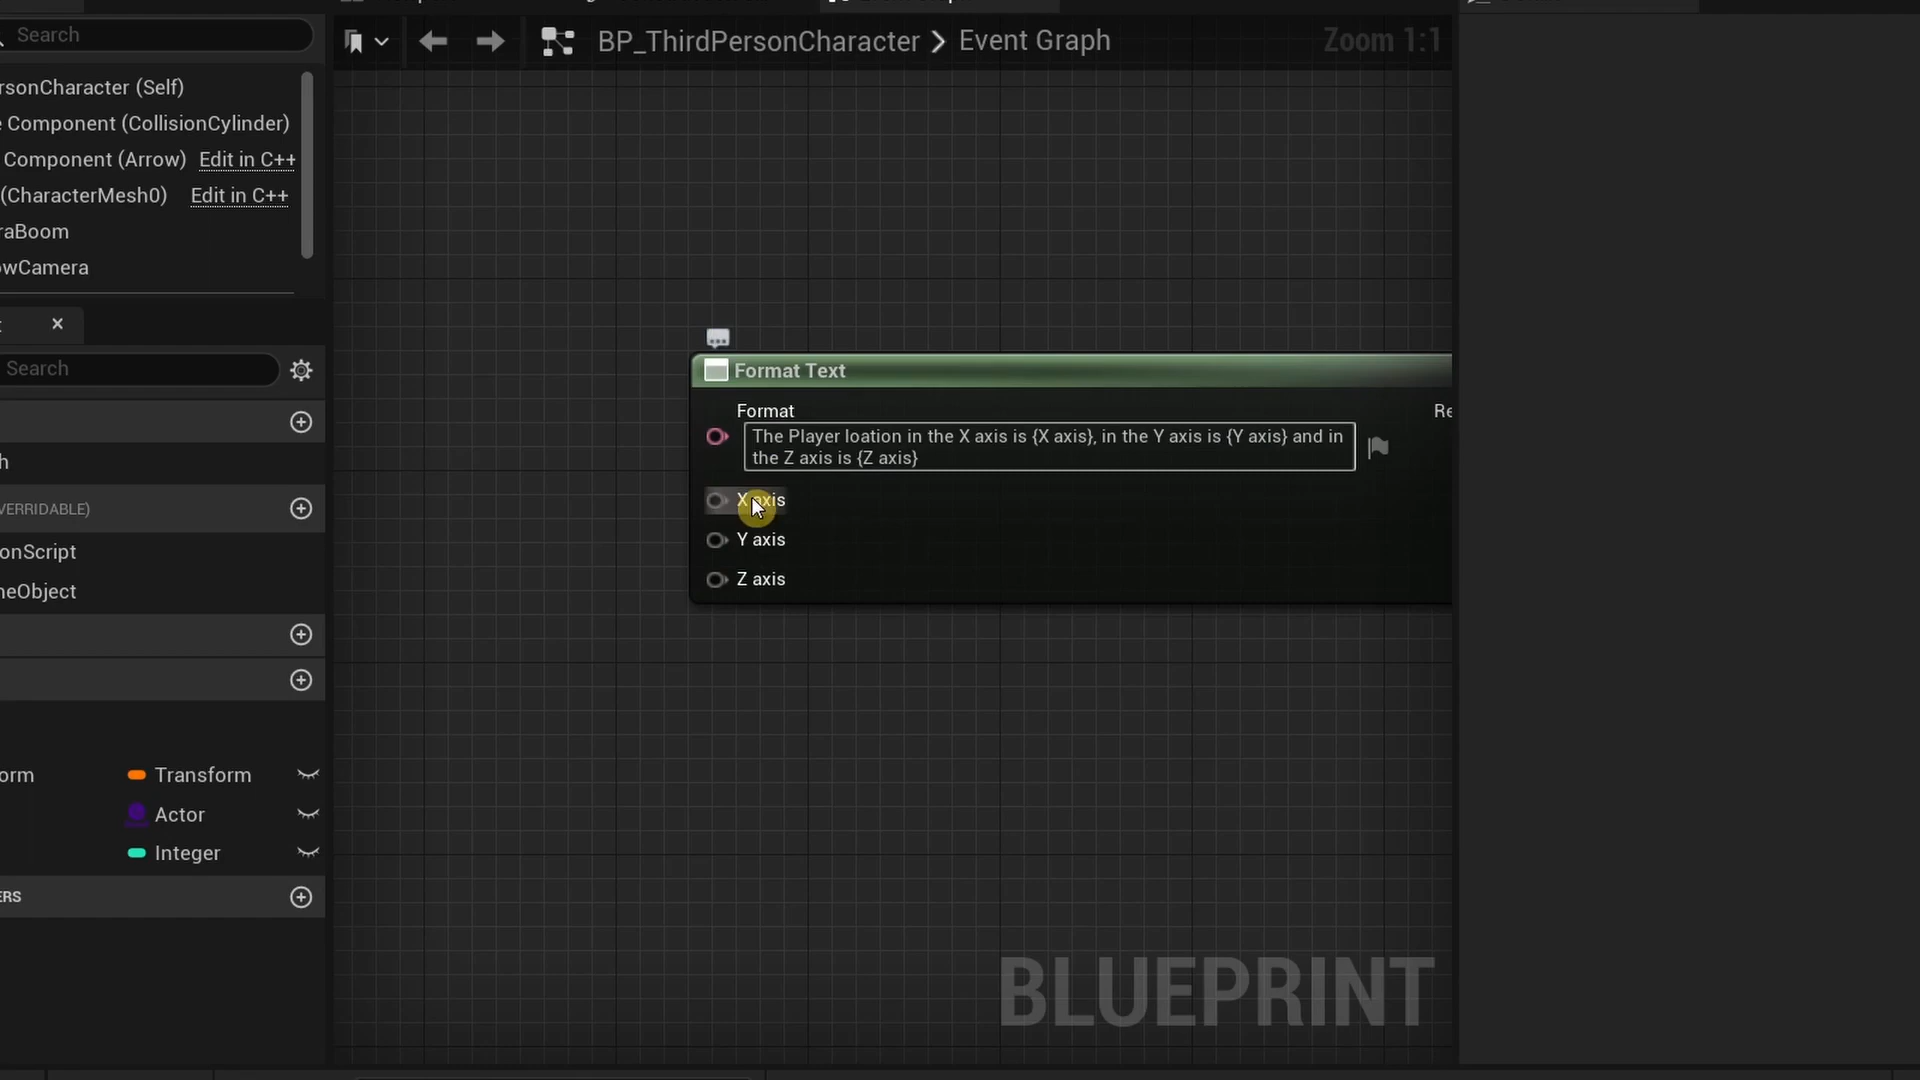 Search
BP_ThirdPersonCharacter > Event Graph
Zoom 1:1
rsonCharacter (Self)
e Component (CollisionCylinder)
Component (Arrow) Edit in C++
(CharacterMesh0) Edit in C++
raBoom
owCamera
Search
h
VERRIDABLE)
onScript
neObject
orm Transform
Actor
Integer
ERS
Format Text
Format
Re
The Player loation in the X axis is {X axis}, in the Y axis is {Y axis} and in
the Z axis is {Z axis}
X axis
Y axis
Z axis
BLUEPRINT